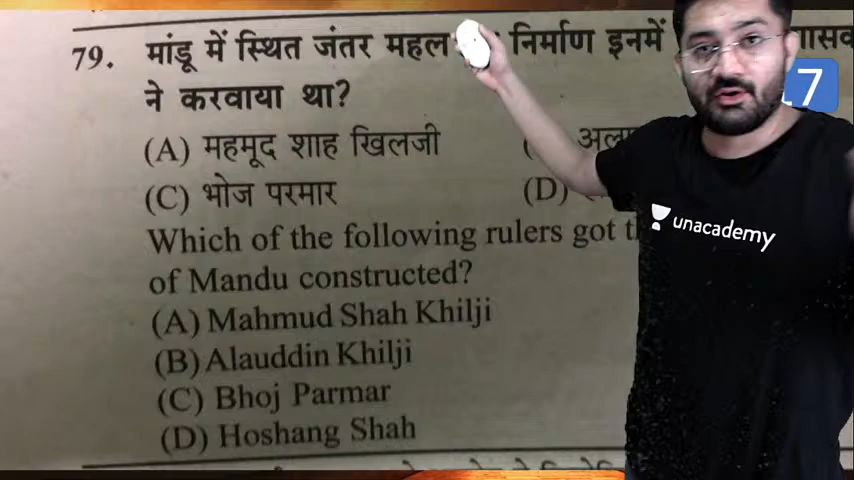 79. मांडू में स्थित जंतर महल निर्माण इनमें
ने करवाया था?
7
(A) महमूद शाह खिलजी
(C) भोज परमार
(D)
Which of the following rulers got
of Mandu constructed?
(A) Mahmud Shah Khilji
(B) Alauddin Khilji
(C) Bhoj Parmar
(D) Hoshang Shah
unacademy